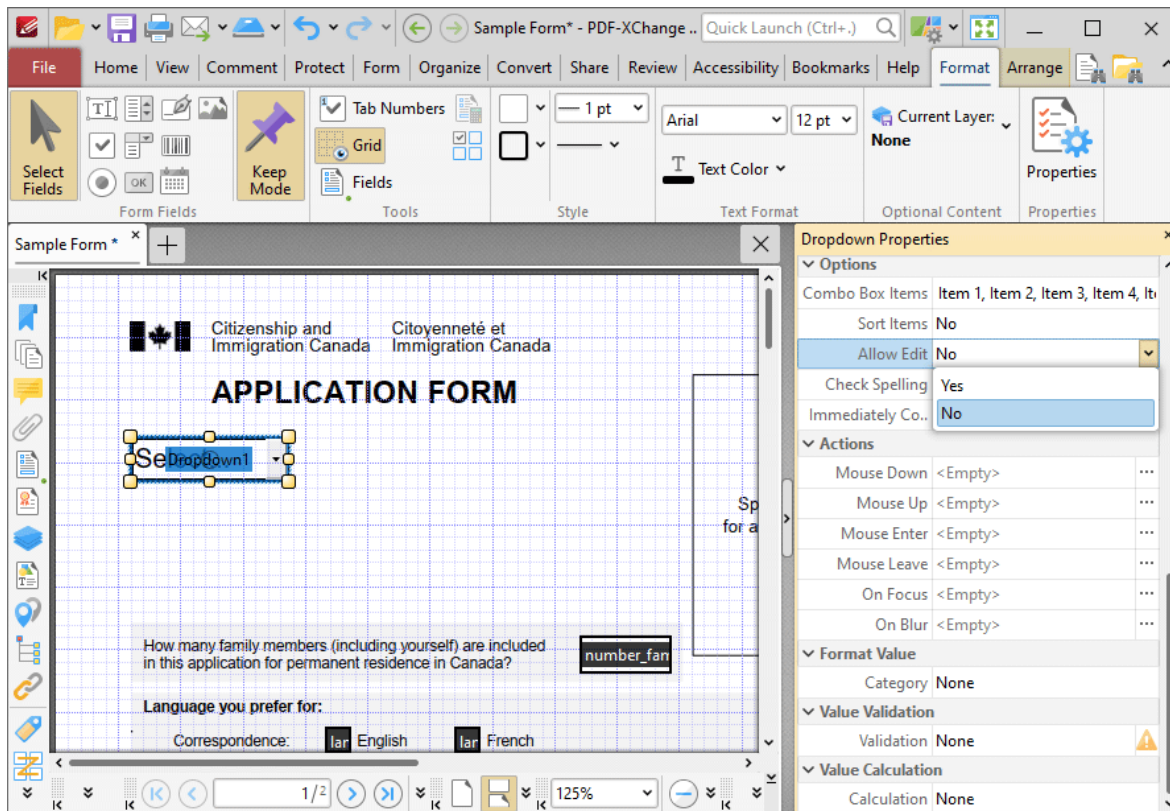 Sample Form* - PDF-XChange ..
Quick Launch (Ctrl+.)
File Home View Comment Protect Form Organize Convert Share Review Accessibility Bookmarks Help Format Arrange
Select Fields
OK
Keep Mode
Form Fields
Tab Numbers
Grid
Fields
Tools
1 pt
Style
Arial 12 pt
Text Color
Text Format
Current Layer:
None
Optional Content
Properties
Properties
Sample Form *
Citizenship and Immigration Canada
Citoyenneté et Immigration Canada
APPLICATION FORM
Dropdown1
Sp
for a
How many family members (including yourself) are included
in this application for permanent residence in Canada?
number_fam
Language you prefer for:
Correspondence: lar English lar French
1/2
125%
Dropdown Properties
Options
Combo Box Items Item 1, Item 2, Item 3, Item 4, Ite
Sort Items No
Allow Edit No
Check Spelling Yes
Immediately Co.. No
Actions
Mouse Down <Empty>
Mouse Up <Empty>
Mouse Enter <Empty>
Mouse Leave <Empty>
On Focus <Empty>
On Blur <Empty>
Format Value
Category None
Value Validation
Validation None
Value Calculation
Calculation None